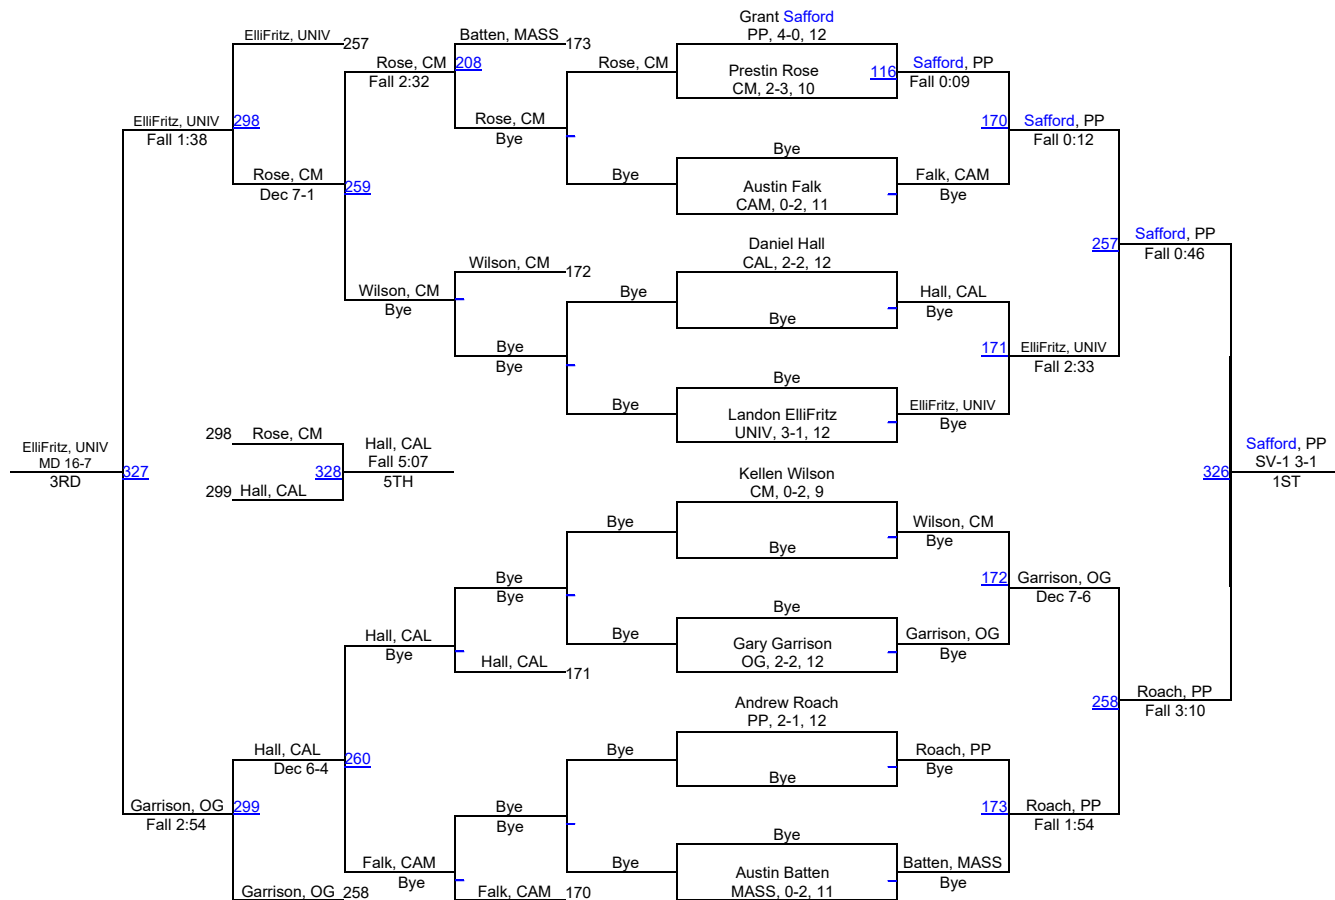 Grant Safford
PP, 4-0, 12
ElliFritz, UNIV
257
Batten, MASS
173
Rose, CM
208
Fall 2:32
Rose, CM
Prestin Rose
CM, 2-3, 10
116
Safford, PP
Fall 0:09
ElliFritz, UNIV
298
Fall 1:38
Rose, CM
Bye
170
Safford, PP
Fall 0:12
Bye
Rose, CM
259
Dec 7-1
Bye
Austin Falk
CAM, 0-2, 11
Falk, CAM
Bye
Daniel Hall
CAL, 2-2, 12
257
Safford, PP
Fall 0:46
Wilson, CM
172
Wilson, CM
Bye
Bye
Bye
Hall, CAL
Bye
Bye
Bye
171
ElliFritz, UNIV
Fall 2:33
Bye
Bye
Landon ElliFritz
UNIV, 3-1, 12
ElliFritz, UNIV
Bye
ElliFritz, UNIV
MD 16-7
3RD
327
298
Rose, CM
299
Hall, CAL
328
Hall, CAL
Fall 5:07
5TH
326
Safford, PP
SV-1 3-1
1ST
Kellen Wilson
CM, 0-2, 9
Bye
Bye
Wilson, CM
Bye
Bye
Bye
172
Garrison, OG
Dec 7-6
Bye
Hall, CAL
Bye
Bye
Gary Garrison
OG, 2-2, 12
Garrison, OG
Bye
Hall, CAL
171
Andrew Roach
PP, 2-1, 12
258
Roach, PP
Fall 3:10
Hall, CAL
260
Dec 6-4
Bye
Bye
Roach, PP
Bye
Garrison, OG
299
Fall 2:54
Bye
Bye
173
Roach, PP
Fall 1:54
Bye
Falk, CAM
Bye
Bye
Austin Batten
MASS, 0-2, 11
Batten, MASS
Bye
Garrison, OG
258
Falk, CAM
170